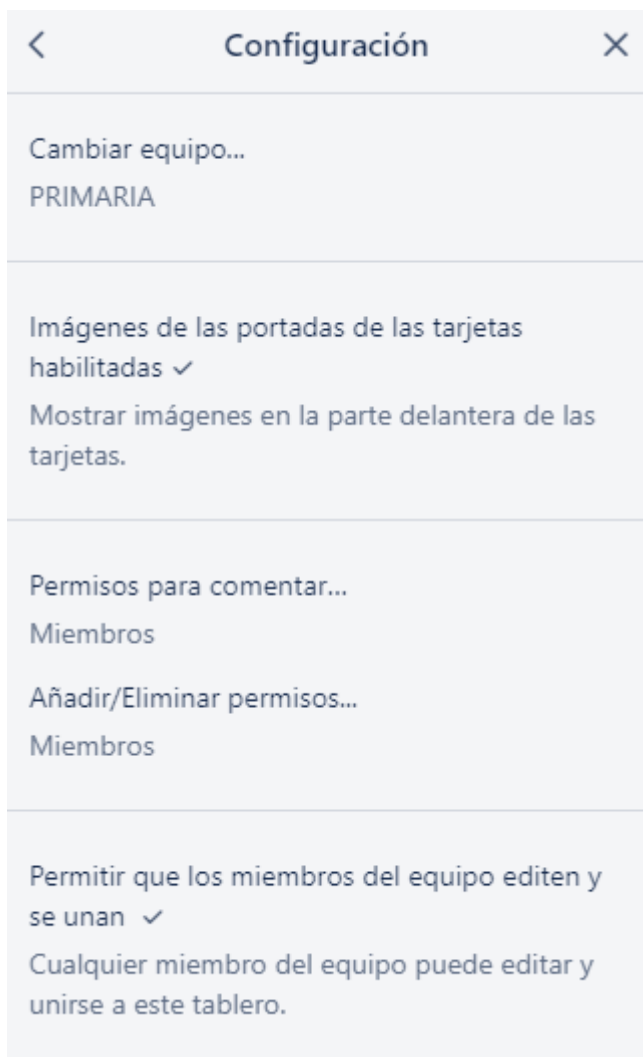 Configuración
Cambiar equipo...
PRIMARIA
Imágenes de las portadas de las tarjetas
habilitadas ✓
Mostrar imágenes en la parte delantera de las
tarjetas.
Permisos para comentar...
Miembros
Añadir/Eliminar permisos...
Miembros
Permitir que los miembros del equipo editen y
se unan ✓
Cualquier miembro del equipo puede editar y
unirse a este tablero.